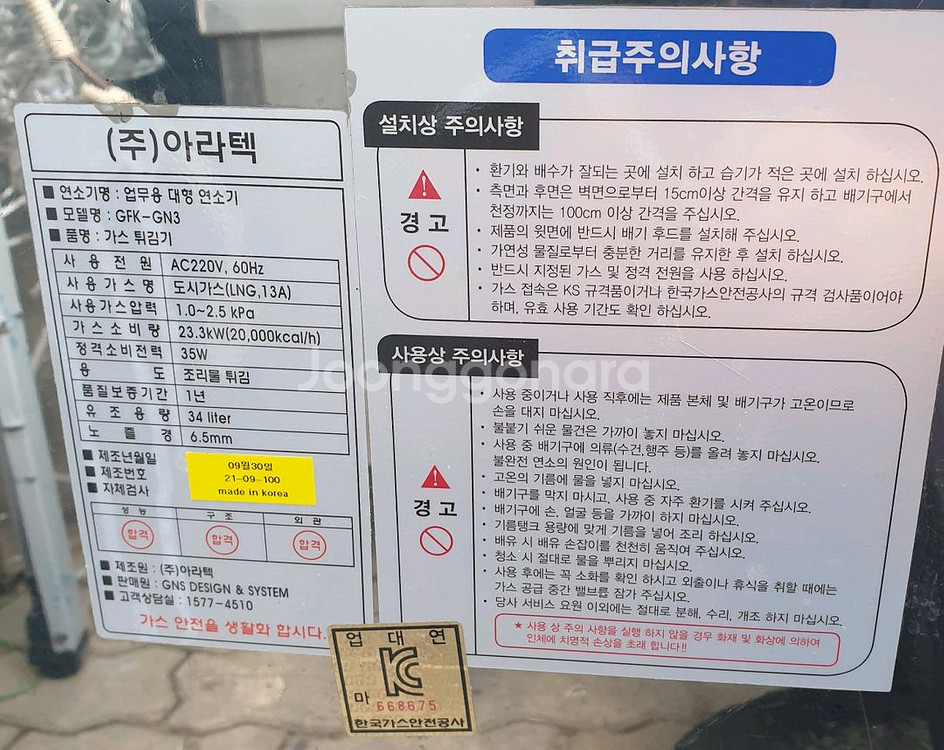 (주)아라텍
■ 연소기명 : 업무용 대형 연소기
■ 모델명 : GFK-GN3
■ 품명 : 가스 튀김기
사용전원 AC220V, 60Hz
사용가스명 도시가스(LNG,13A)
사용가스압력 1.0~2.5 kPa
가스소비량 23.3kW(20,000kcal/h)
정격소비전력 35W
용도 조리물 튀김
품질보증기간 1년
유조용량 34 liter
노즐경 6.5mm
■ 제조년월일 09월30일
■ 제조번호 21-09-100
■ 자체검사 made in korea
성능 구조 외관
합격 합격 합격
■ 제조원 : (주)아라텍
■ 판매원 : GNS DESIGN & SYSTEM
■ 고객상담실 : 1577-4510
가스 안전을 생활화 합시다.
취급주의사항
설치상 주의사항
경고
• 환기와 배수가 잘되는 곳에 설치 하고 습기가 적은 곳에 설치 하십시오.
• 측면과 후면은 벽면으로부터 15cm이상 간격을 유지 하고 배기구에서
천정까지는 100cm 이상 간격을 주십시오.
• 제품의 윗면에 반드시 배기 후드를 설치해 주십시오.
• 가연성 물질로부터 충분한 거리를 유지한 후 설치 하십시오.
• 반드시 지정된 가스 및 정격 전원을 사용 하십시오.
• 가스 접속은 KS 규격품이거나 한국가스안전공사의 규격 검사품이어야
하며, 유효 사용 기간도 확인 하십시오.
사용상 주의사항
경고
• 사용 중이거나 사용 직후에는 제품 본체 및 배기구가 고온이므로
손을 대지 마십시오.
• 불붙기 쉬운 물건은 가까이 놓지 마십시오.
• 사용 중 배기구에 의류(수건,행주 등)를 올려 놓지 마십시오.
불완전 연소의 원인이 됩니다.
• 고온의 기름에 물을 넣지 마십시오.
• 배기구를 막지 마시고, 사용 중 자주 환기를 시켜 주십시오.
• 배기구에 손, 얼굴 등을 가까이 하지 마십시오.
• 기름탱크 용량에 맞게 기름을 넣어 조리 하십시오.
• 배유 시 배유 손잡이를 천천히 움직여 주십시오.
• 청소 시 절대로 물을 뿌리지 마십시오.
• 사용 후에는 꼭 소화를 확인 하시고 외출이나 휴식을 취할 때에는
가스 공급 중간 밸브를 잠가 주십시오.
• 당사 서비스 요원 이외에는 절대로 분해, 수리, 개조 하지 마십시오.
★ 사용 상 주의 사항을 실행 하지 않을 경우 화재 및 화상에 의하여
인체에 치명적 손상을 초래 합니다!!
업대연
KC
마 668675
한국가스안전공사
Joonggonara